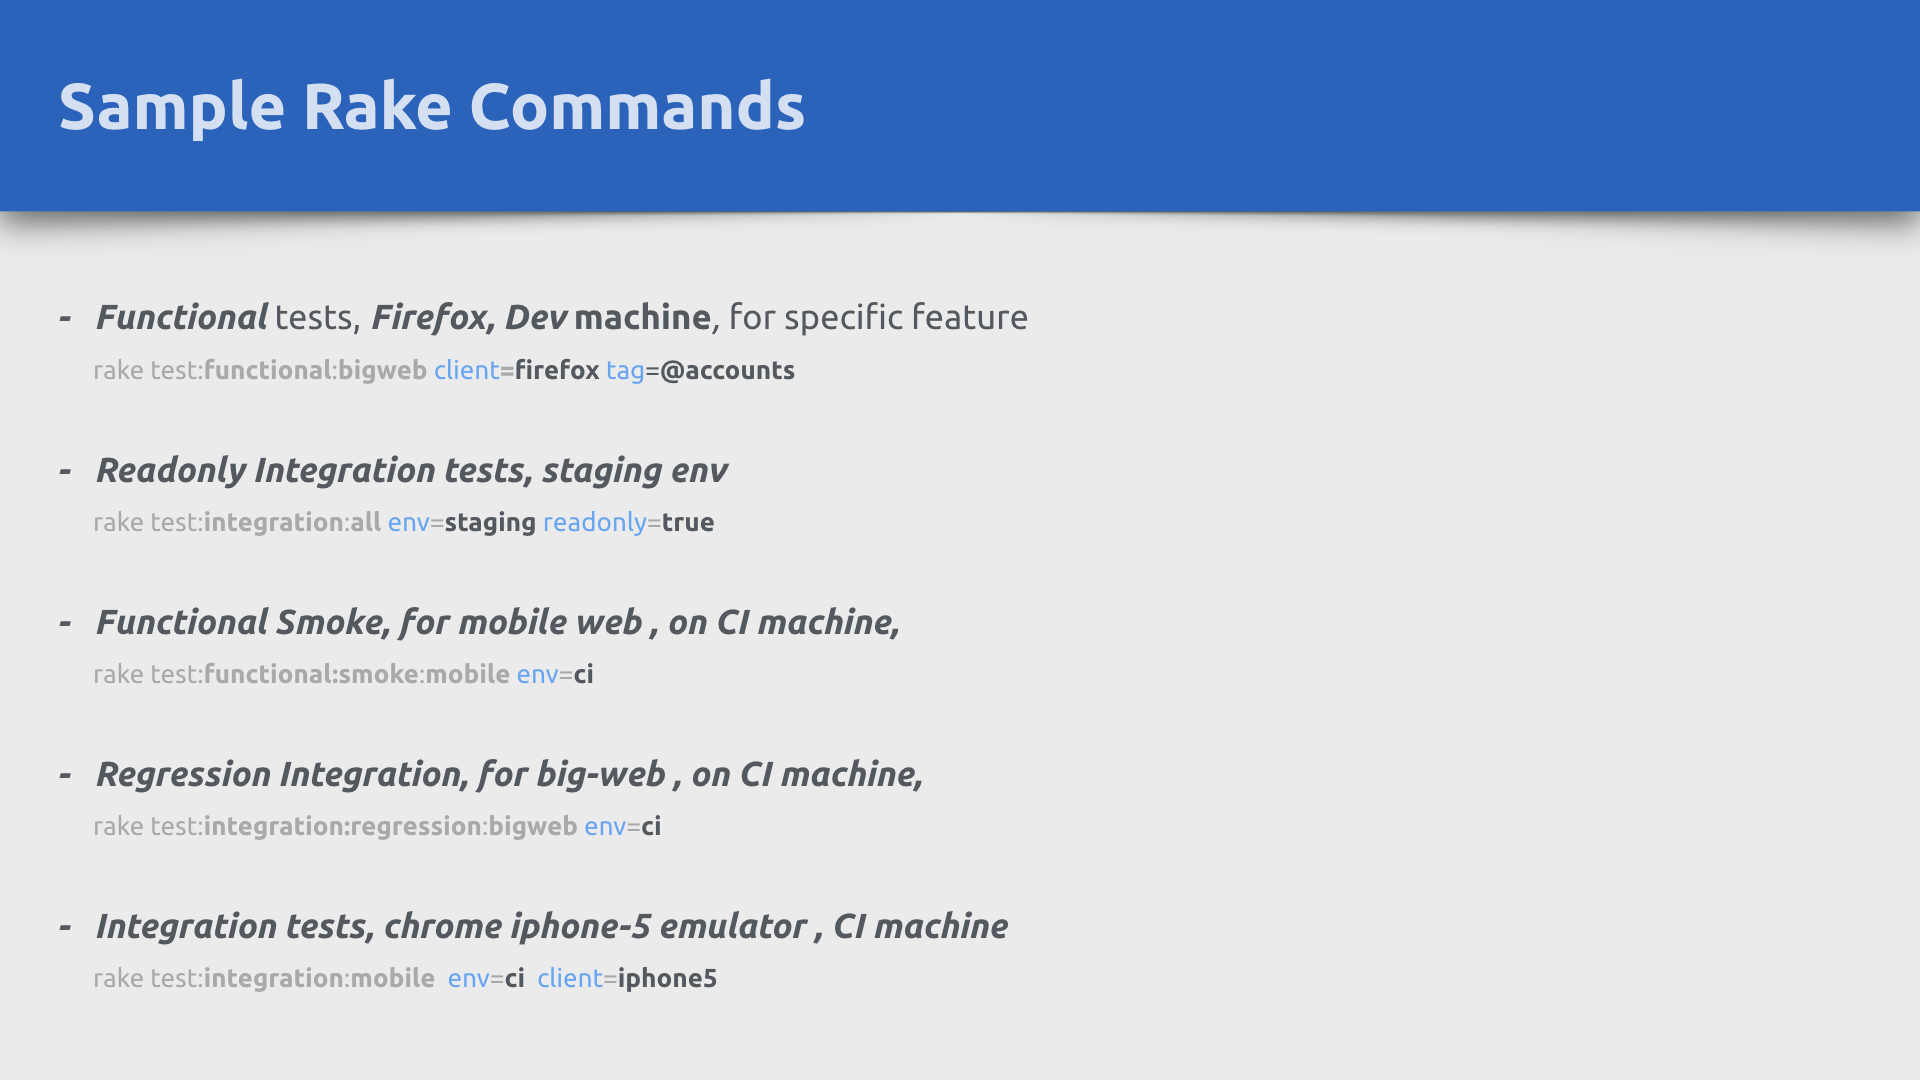 Sample Rake Commands
- Functional tests, Firefox, Dev machine, for specific feature
rake test:functional:bigweb client=firefox tag=@accounts
- Readonly Integration tests, staging env
rake test:integration:all env=staging readonly=true
- Functional Smoke, for mobile web , on CI machine,
rake test:functional:smoke:mobile env=ci
- Regression Integration, for big-web , on CI machine,
rake test:integration:regression:bigweb env=ci
- Integration tests, chrome iphone-5 emulator , CI machine
rake test:integration:mobile  env=ci  client=iphone5